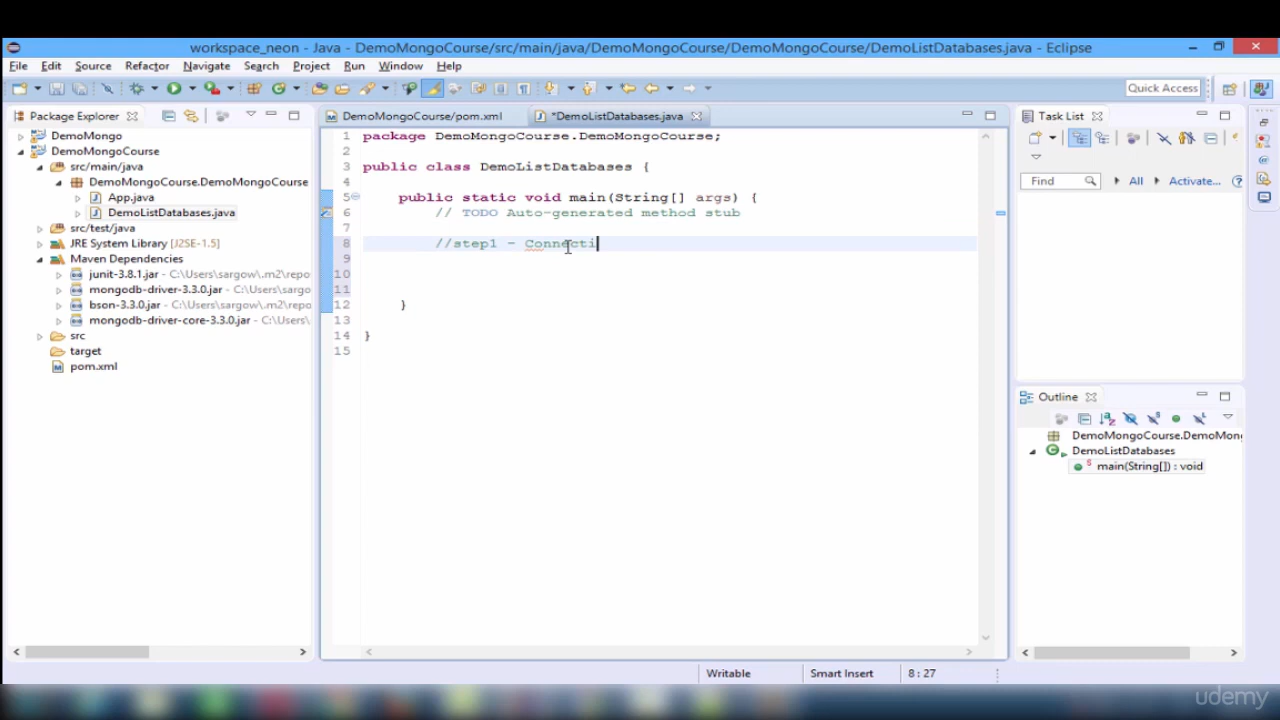 workspace_neon - Java - DemoMongoCourse/src/main/java/DemoMongoCourse/DemoMongoCourse/DemoListDatabases.java - Eclipse
File Edit Source Refactor Navigate Search Project Run Window Help
Quick Access
Package Explorer
DemoMongo
DemoMongoCourse
src/main/java
DemoMongoCourse.DemoMongoCourse
App.java
DemoListDatabases.java
src/test/java
JRE System Library [J2SE-1.5]
Maven Dependencies
junit-3.8.1.jar - C:\Users\sargow\.m2\repo
mongodb-driver-3.3.0.jar - C:\Users\sargow
bson-3.3.0.jar - C:\Users\sargow\.m2\repo
mongodb-driver-core-3.3.0.jar - C:\Users\
src
target
pom.xml
DemoMongoCourse/pom.xml
*DemoListDatabases.java
1 package DemoMongoCourse.DemoMongoCourse;
2
3 public class DemoListDatabases {
4
5 public static void main(String[] args) {
6 // TODO Auto-generated method stub
7
8 //step1 - Connecti
9
10
11
12 }
13
14 }
15
Task List
Find All Activate...
Outline
DemoMongoCourse.DemoMong
DemoListDatabases
S main(String[]) : void
Writable Smart Insert 8 : 27
udemy